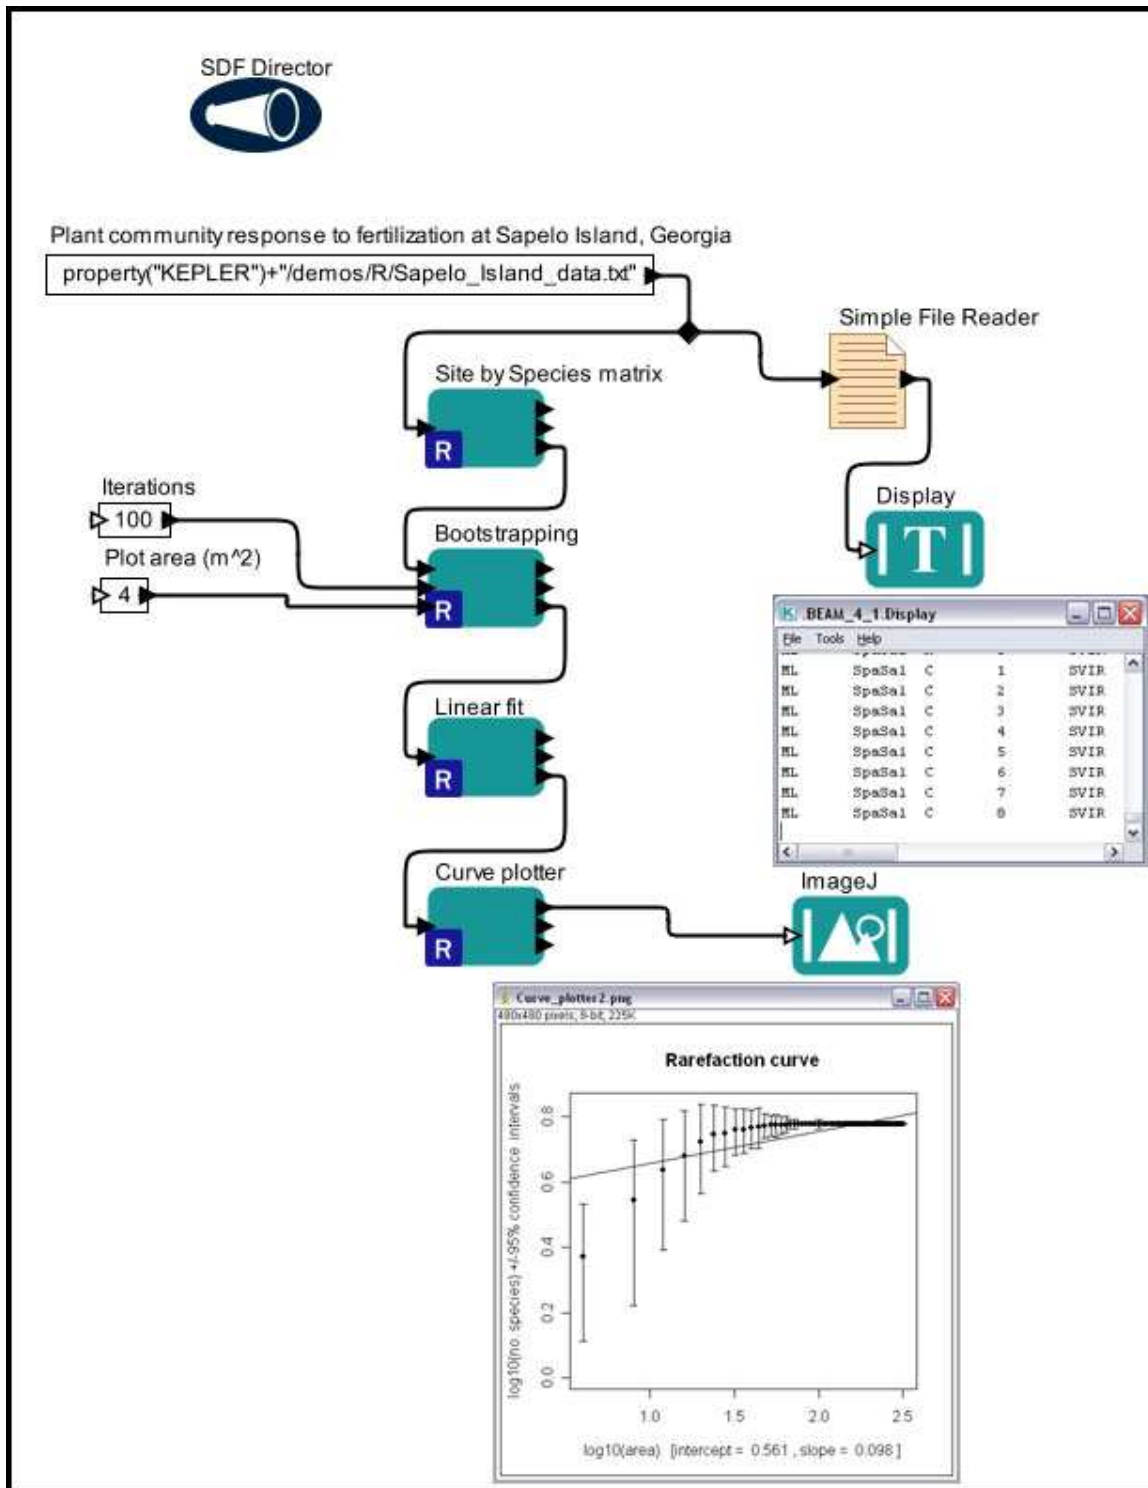 SDF Director
Plant community response to fertilization at Sapelo Island, Georgia
property("KEPLER")+"/demos/R/Sapelo_Island_data.txt"
Simple File Reader
Site by Species matrix
R
Iterations
100
Plot area (m^2)
4
Bootstrapping
R
Display
T
.BEAM_4_1.Display
File Tools Help
ML SpaSal C 1 SVIR
ML SpaSal C 2 SVIR
ML SpaSal C 3 SVIR
ML SpaSal C 4 SVIR
ML SpaSal C 5 SVIR
ML SpaSal C 6 SVIR
ML SpaSal C 7 SVIR
ML SpaSal C 8 SVIR
Linear fit
R
Curve plotter
R
ImageJ
Curve_plotter2.png
480x480 pixels; 8-bit; 225K
Rarefaction curve
log10(no species) +/-95% confidence intervals
0.8
0.6
0.4
0.2
0.0
1.0 1.5 2.0 2.5
log10(area) [intercept = 0.561 , slope = 0.098 ]